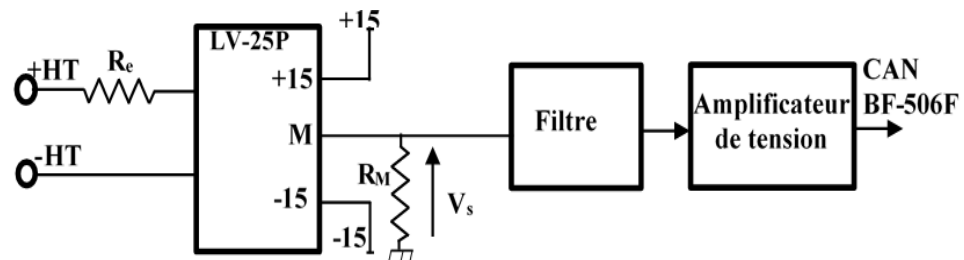 +HT
Re
-HT
LV-25P
+15
M
-15
+15
-15
RM
Vs
Filtre
Amplificateur
de tension
CAN
BF-506F